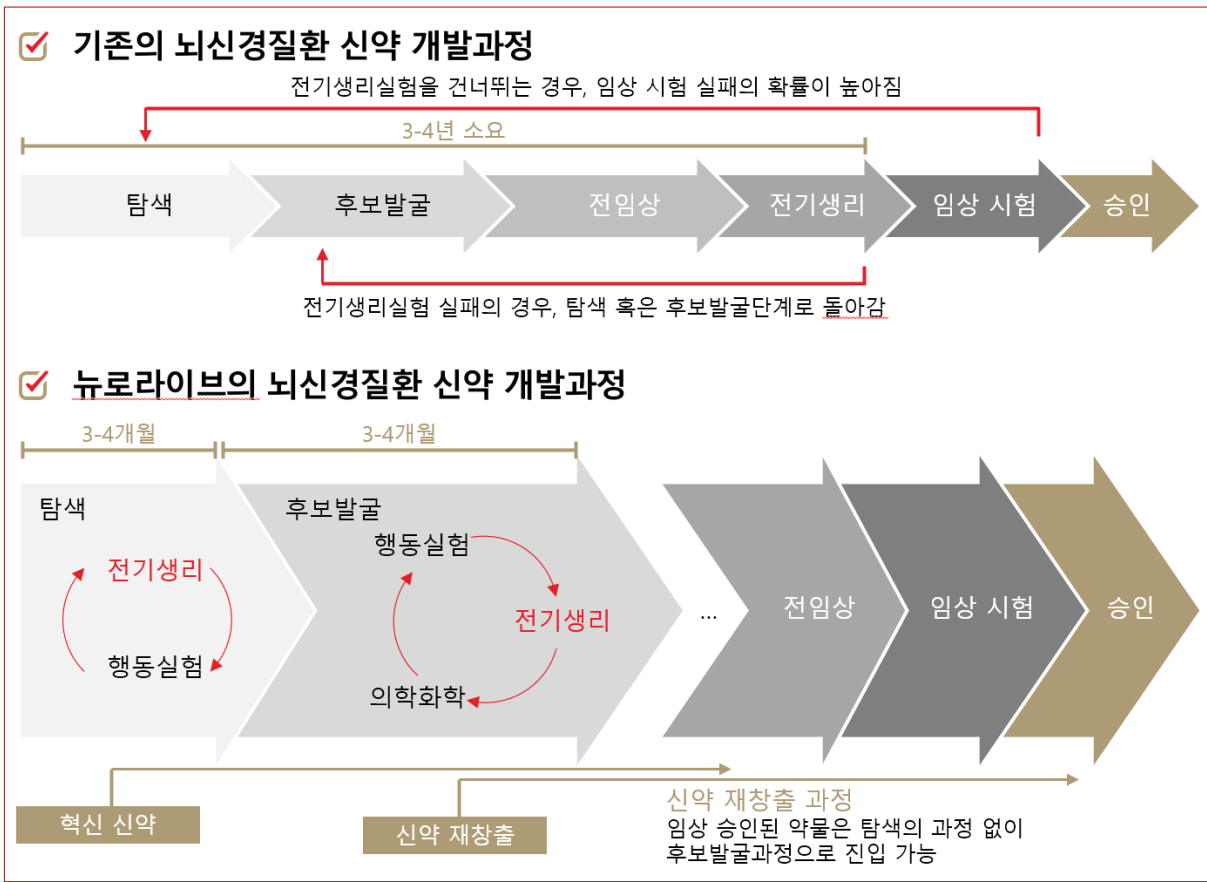 기존의 뇌신경질환 신약 개발과정
전기생리실험을 건너뛰는 경우, 임상 시험 실패의 확률이 높아짐
3-4년 소요
탐색
후보발굴
전임상
전기생리
임상 시험
승인
전기생리실험 실패의 경우, 탐색 혹은 후보발굴단계로 돌아감
뉴로라이브의 뇌신경질환 신약 개발과정
3-4개월
3-4개월
탐색
전기생리
행동실험
후보발굴
행동실험
전기생리
의학화학
...
전임상
임상 시험
승인
혁신 신약
신약 재창출
신약 재창출 과정
임상 승인된 약물은 탐색의 과정 없이
후보발굴과정으로 진입 가능